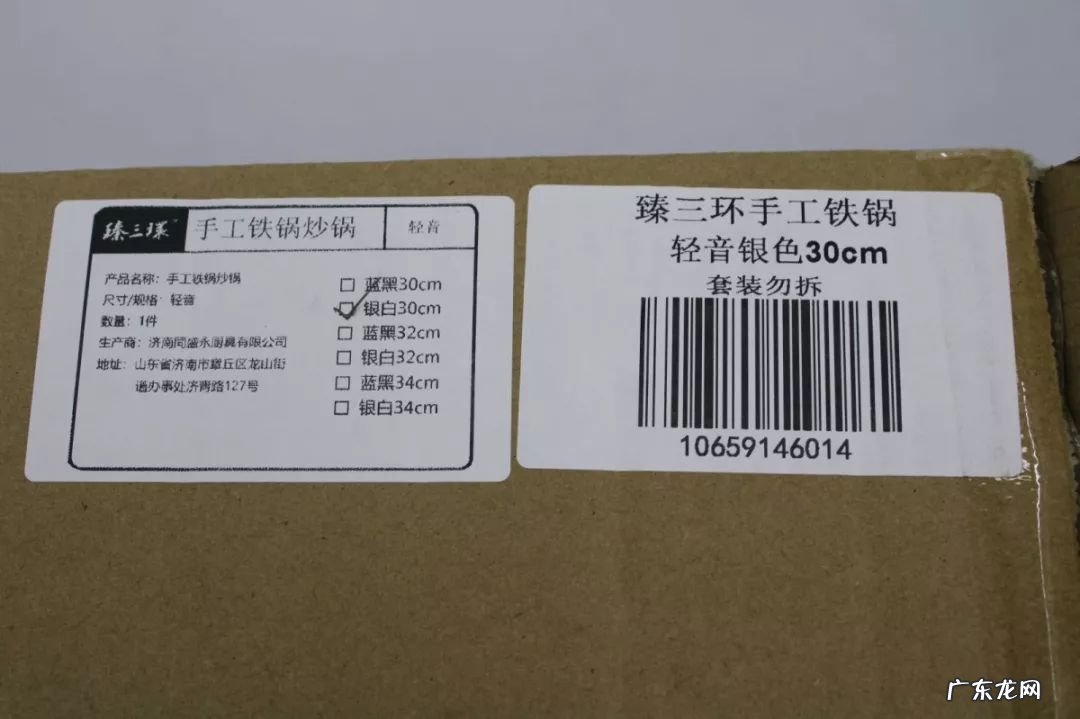 臻三環 手工铁锅炒锅 轻音
产品名称：手工铁锅炒锅
尺寸/规格：轻音
数量：1件
生产商：济南同盛永厨具有限公司
地址：山东省济南市章丘区龙山街
道办事处济青路127号
蓝黑30cm
银白30cm
蓝黑32cm
银白32cm
蓝黑34cm
银白34cm
臻三环手工铁锅
轻音银色30cm
套装勿拆
10659146014
广东龙网